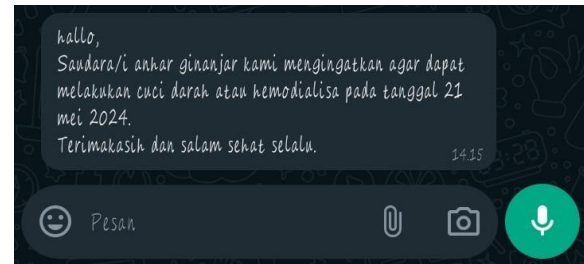 hallo,
Saudara/i anhar ginanjar kami mengingatkan agar dapat
melakukan cuci darah atau hemodialisa pada tanggal 21
mei 2024.
Terimakasih dan salam sehat selalu.
14.15
Pesan